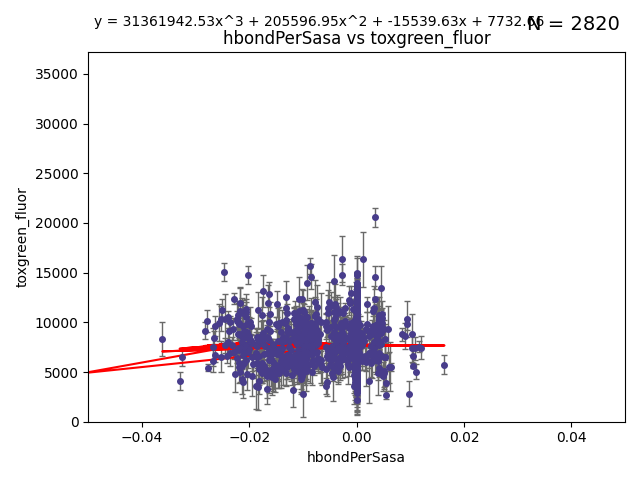 y = 31361942.53x^3 + 205596.95x^2 + -15539.63x + 7732.66
N = 2820
hbondPerSasa vs toxgreen_fluor
35000
30000
25000
20000
15000
10000
5000
0
toxgreen_fluor
−0.04
−0.02
0.00
0.02
0.04
hbondPerSasa